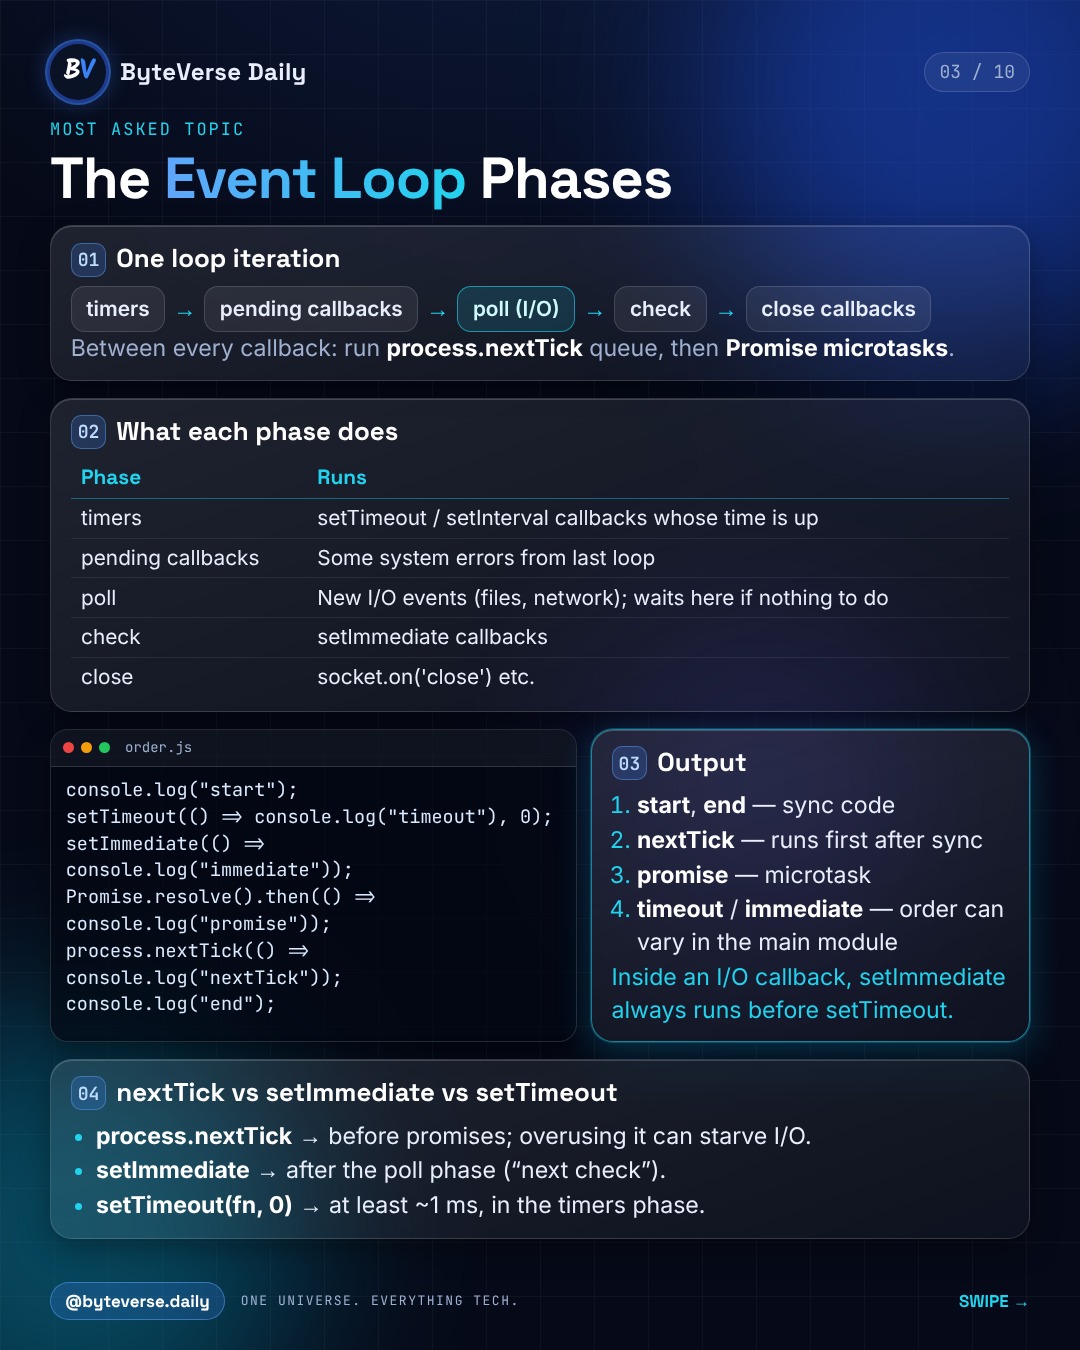 BV ByteVerse Daily
03 / 10
MOST ASKED TOPIC
The Event Loop Phases
01 One loop iteration
timers → pending callbacks → poll (I/O) → check → close callbacks
Between every callback: run process.nextTick queue, then Promise microtasks.
02 What each phase does
Phase Runs
timers setTimeout / setInterval callbacks whose time is up
pending callbacks Some system errors from last loop
poll New I/O events (files, network); waits here if nothing to do
check setImmediate callbacks
close socket.on('close') etc.
order.js
console.log("start");
setTimeout(() => console.log("timeout"), 0);
setImmediate(() =>
console.log("immediate"));
Promise.resolve().then(() =>
console.log("promise"));
process.nextTick(() =>
console.log("nextTick"));
console.log("end");
03 Output
1. start, end — sync code
2. nextTick — runs first after sync
3. promise — microtask
4. timeout / immediate — order can
vary in the main module
Inside an I/O callback, setImmediate
always runs before setTimeout.
04 nextTick vs setImmediate vs setTimeout
• process.nextTick → before promises; overusing it can starve I/O.
• setImmediate → after the poll phase (“next check”).
• setTimeout(fn, 0) → at least ~1 ms, in the timers phase.
@byteverse.daily ONE UNIVERSE. EVERYTHING TECH.
SWIPE →